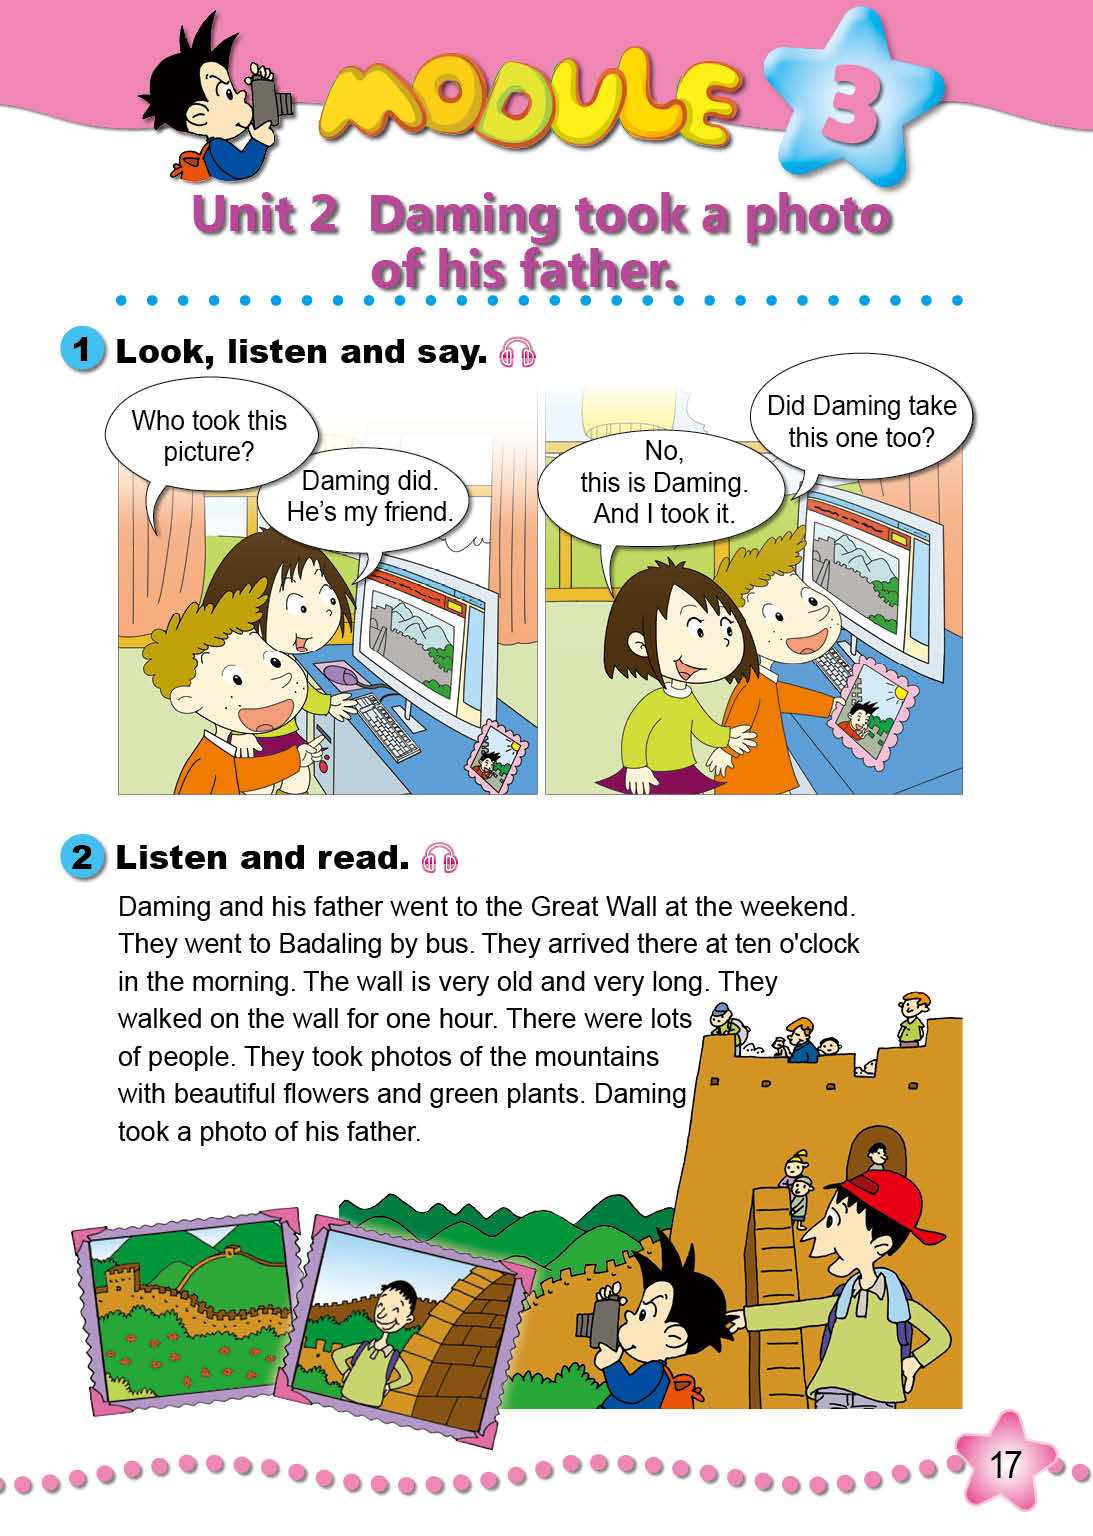 MODULE 3
Unit 2 Daming took a photo
of his father.
1 Look, listen and say.
Who took this
picture?
Daming did.
He's my friend.
Did Daming take
this one too?
No,
this is Daming.
And I took it.
2 Listen and read.
Daming and his father went to the Great Wall at the weekend.
They went to Badaling by bus. They arrived there at ten o'clock
in the morning. The wall is very old and very long. They
walked on the wall for one hour. There were lots
of people. They took photos of the mountains
with beautiful flowers and green plants. Daming
took a photo of his father.
17